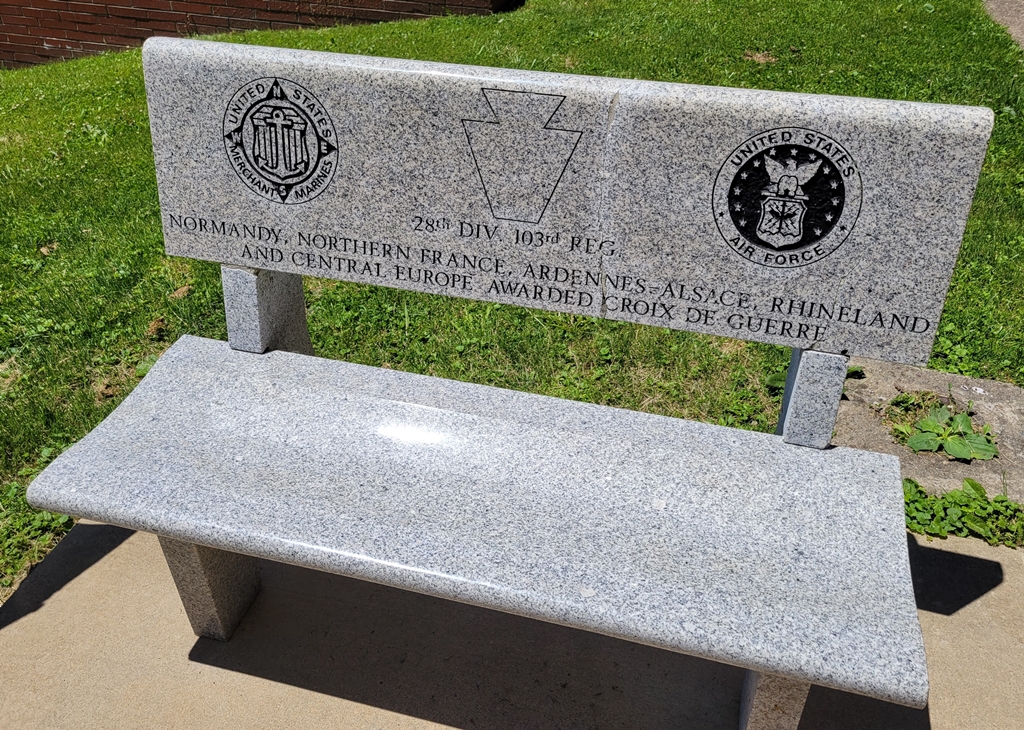 UNITED STATES
MERCHANT MARINES
N
E
S
W
UNITED STATES
AIR FORCE
28th DIV. 103rd REG.
NORMANDY, NORTHERN FRANCE, ARDENNES-ALSACE, RHINELAND
AND CENTRAL EUROPE. AWARDED CROIX DE GUERRE